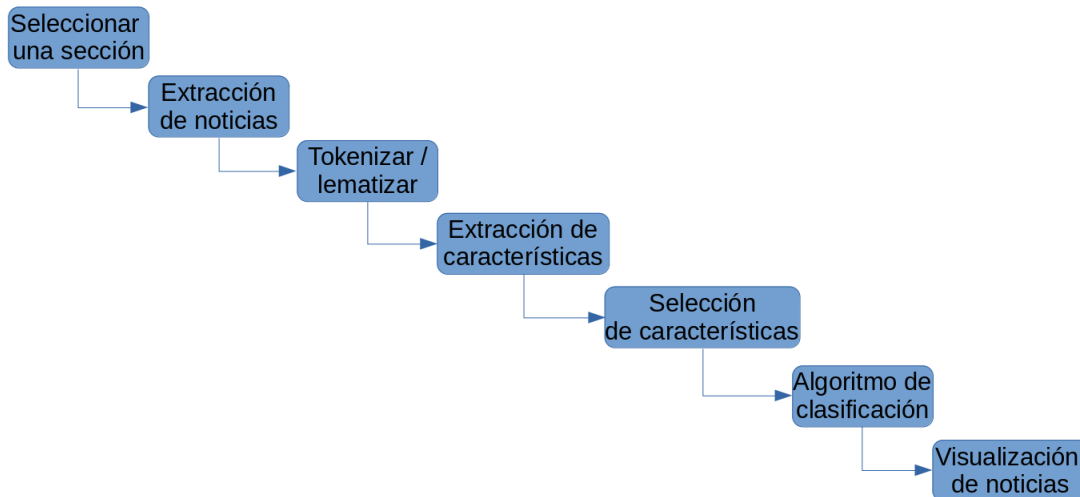 Seleccionar
una sección
Extracción
de noticias
Tokenizar /
lematizar
Extracción de
características
Selección
de características
Algoritmo de
clasificación
Visualización
de noticias